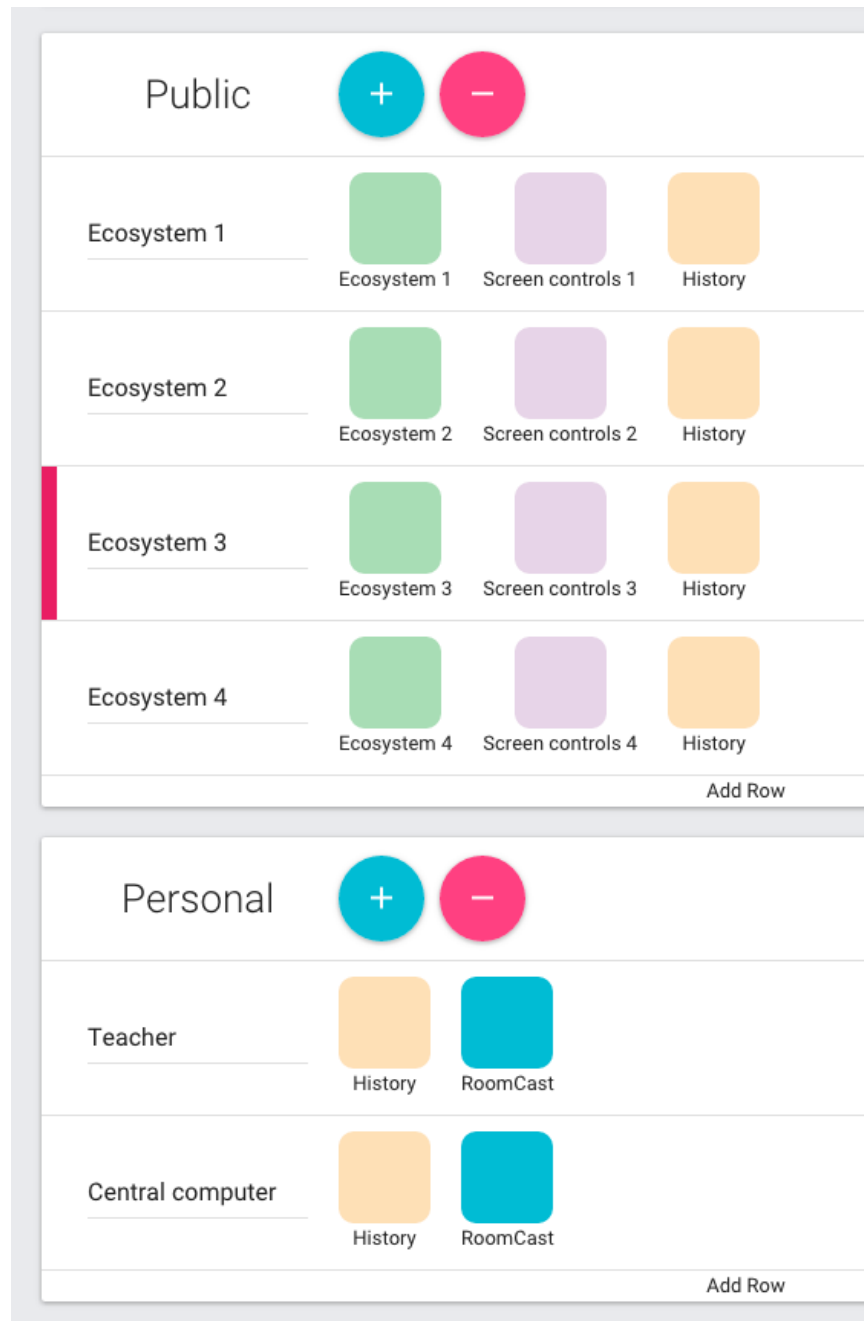 Public + −
Ecosystem 1
Ecosystem 1 Screen controls 1 History
Ecosystem 2
Ecosystem 2 Screen controls 2 History
Ecosystem 3
Ecosystem 3 Screen controls 3 History
Ecosystem 4
Ecosystem 4 Screen controls 4 History
Add Row
Personal + −
Teacher
History RoomCast
Central computer
History RoomCast
Add Row